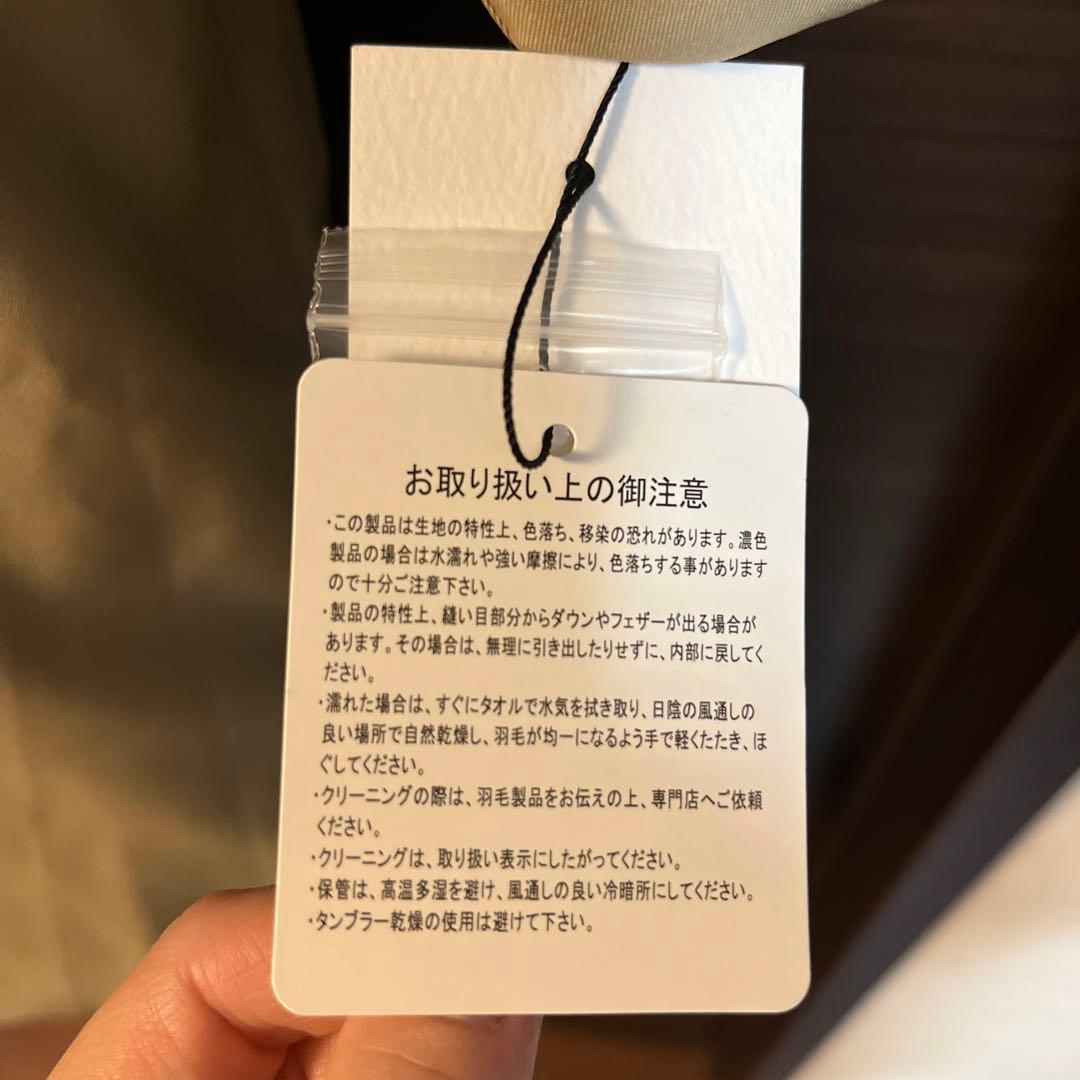 お取り扱い上の御注意
・この製品は生地の特性上、色落ち、移染の恐れがあります。濃色
製品の場合は水濡れや強い摩擦により、色落ちする事があります
ので十分ご注意下さい。
・製品の特性上、縫い目部分からダウンやフェザーが出る場合が
あります。その場合は、無理に引き出したりせずに、内部に戻してく
ださい。
・濡れた場合は、すぐにタオルで水気を拭き取り、日陰の風通しの
良い場所で自然乾燥し、羽毛が均一になるよう手で軽くたたき、ほ
ぐしてください。
・クリーニングの際は、羽毛製品をお伝えの上、専門店へご依頼
ください。
・クリーニングは、取り扱い表示にしたがってください。
・保管は、高温多湿を避け、風通しの良い冷暗所にしてください。
・タンブラー乾燥の使用は避けて下さい。